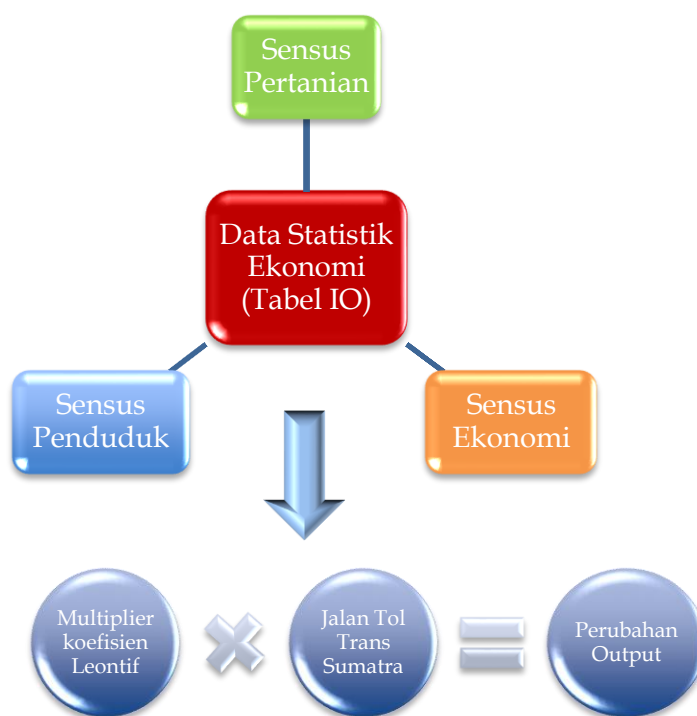 Sensus
Pertanian
Data Statistik
Ekonomi
(Tabel IO)
Sensus
Penduduk
Sensus
Ekonomi
Multiplier
koefisien
Leontif
Jalan Tol
Trans
Sumatra
Perubahan
Output